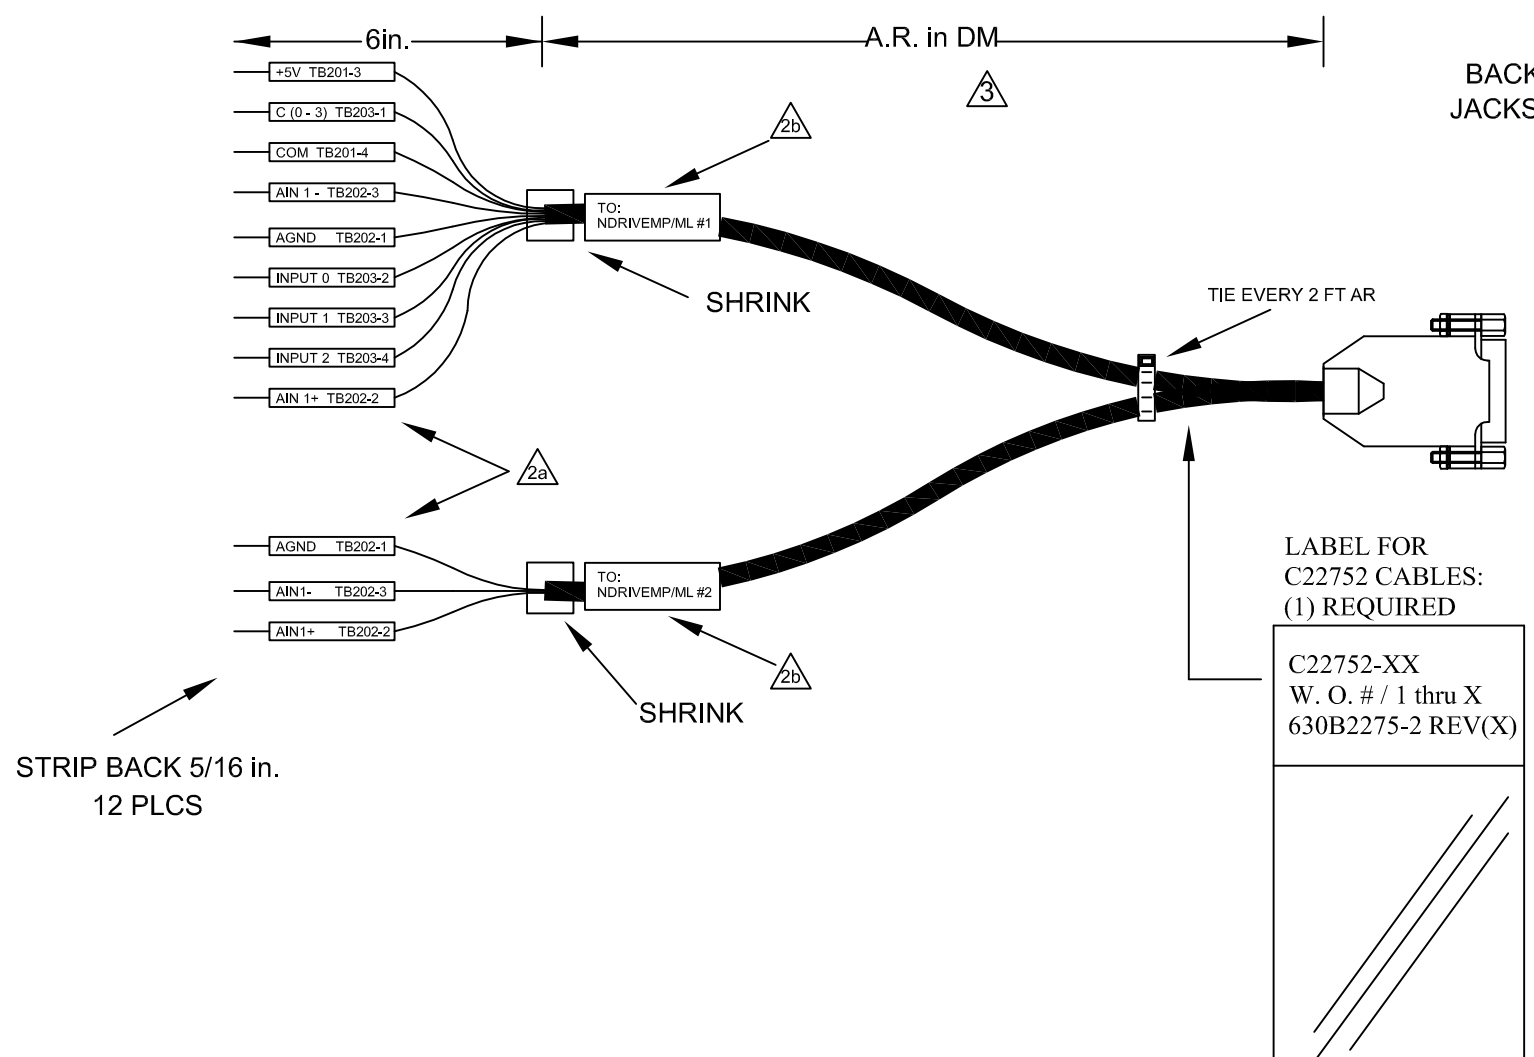 6in.
A.R. in DM
3
BACK
JACKS
+5V TB201-3
C (0 - 3) TB203-1
COM TB201-4
AIN 1 - TB202-3
AGND TB202-1
INPUT 0 TB203-2
INPUT 1 TB203-3
INPUT 2 TB203-4
AIN 1+ TB202-2
2b
TO:
NDRIVEMP/ML #1
SHRINK
TIE EVERY 2 FT AR
2a
AGND TB202-1
AIN1- TB202-3
AIN1+ TB202-2
TO:
NDRIVEMP/ML #2
2b
SHRINK
STRIP BACK 5/16 in.
12 PLCS
LABEL FOR
C22752 CABLES:
(1) REQUIRED
C22752-XX
W. O. # / 1 thru X
630B2275-2 REV(X)